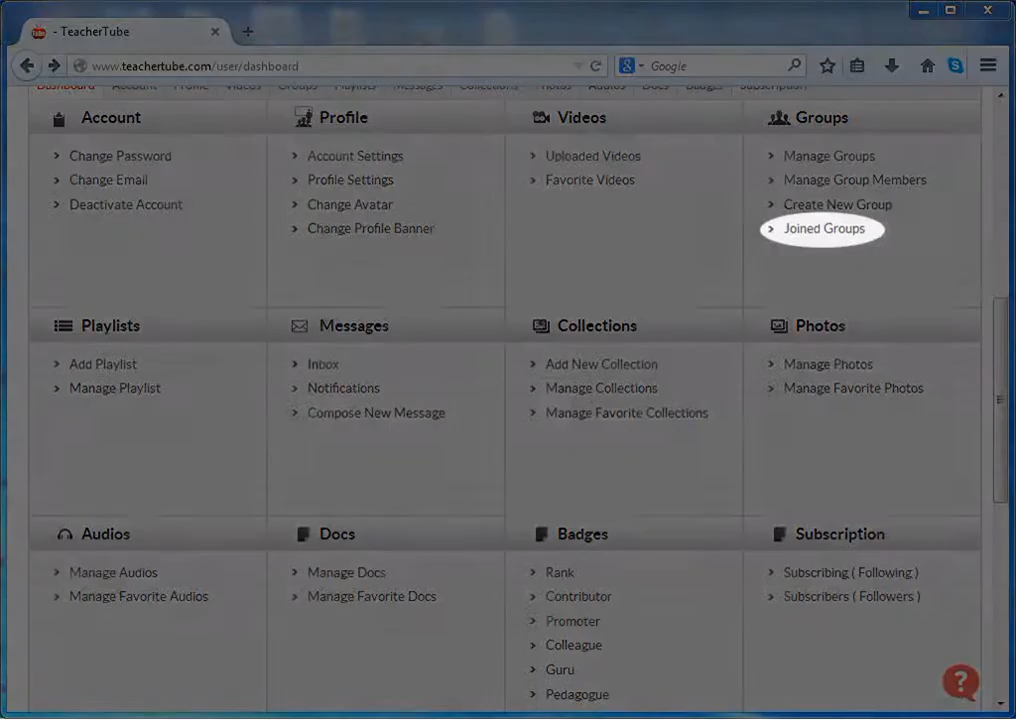 - TeacherTube
www.teachertube.com/user/dashboard
Google
Dashboard Account Profile Videos Groups Playlists Messages Collections Photos Audios Docs Badges Subscription
Account
Change Password
Change Email
Deactivate Account
Profile
Account Settings
Profile Settings
Change Avatar
Change Profile Banner
Videos
Uploaded Videos
Favorite Videos
Groups
Manage Groups
Manage Group Members
Create New Group
Joined Groups
Playlists
Add Playlist
Manage Playlist
Messages
Inbox
Notifications
Compose New Message
Collections
Add New Collection
Manage Collections
Manage Favorite Collections
Photos
Manage Photos
Manage Favorite Photos
Audios
Manage Audios
Manage Favorite Audios
Docs
Manage Docs
Manage Favorite Docs
Badges
Rank
Contributor
Promoter
Colleague
Guru
Pedagogue
Subscription
Subscribing ( Following )
Subscribers ( Followers )